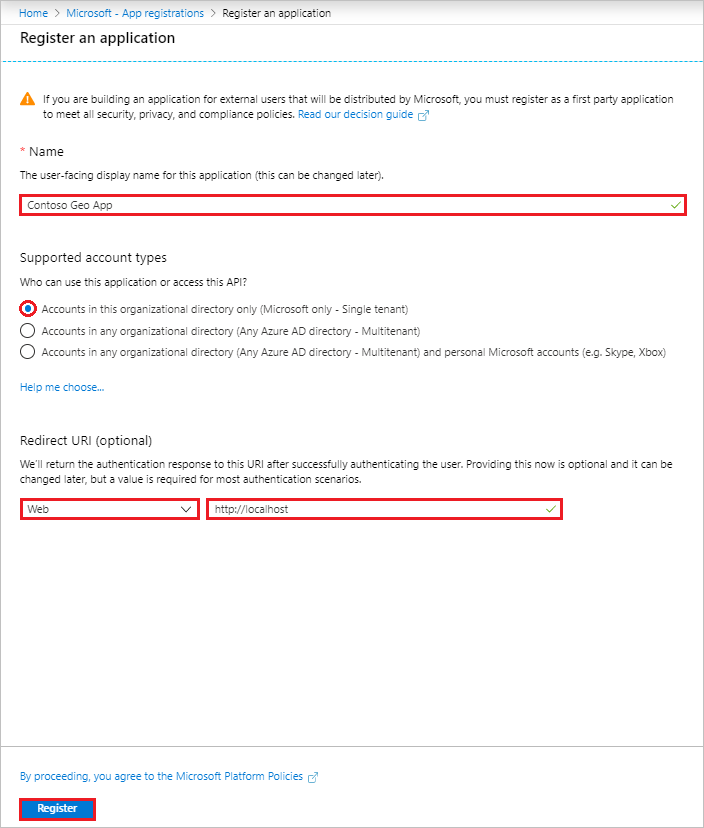 Home > Microsoft - App registrations > Register an application
Register an application
If you are building an application for external users that will be distributed by Microsoft, you must register as a first party application
to meet all security, privacy, and compliance policies. Read our decision guide
* Name
The user-facing display name for this application (this can be changed later).
Contoso Geo App
Supported account types
Who can use this application or access this API?
Accounts in this organizational directory only (Microsoft only - Single tenant)
Accounts in any organizational directory (Any Azure AD directory - Multitenant)
Accounts in any organizational directory (Any Azure AD directory - Multitenant) and personal Microsoft accounts (e.g. Skype, Xbox)
Help me choose...
Redirect URI (optional)
We'll return the authentication response to this URI after successfully authenticating the user. Providing this now is optional and it can be
changed later, but a value is required for most authentication scenarios.
Web http://localhost
By proceeding, you agree to the Microsoft Platform Policies
Register